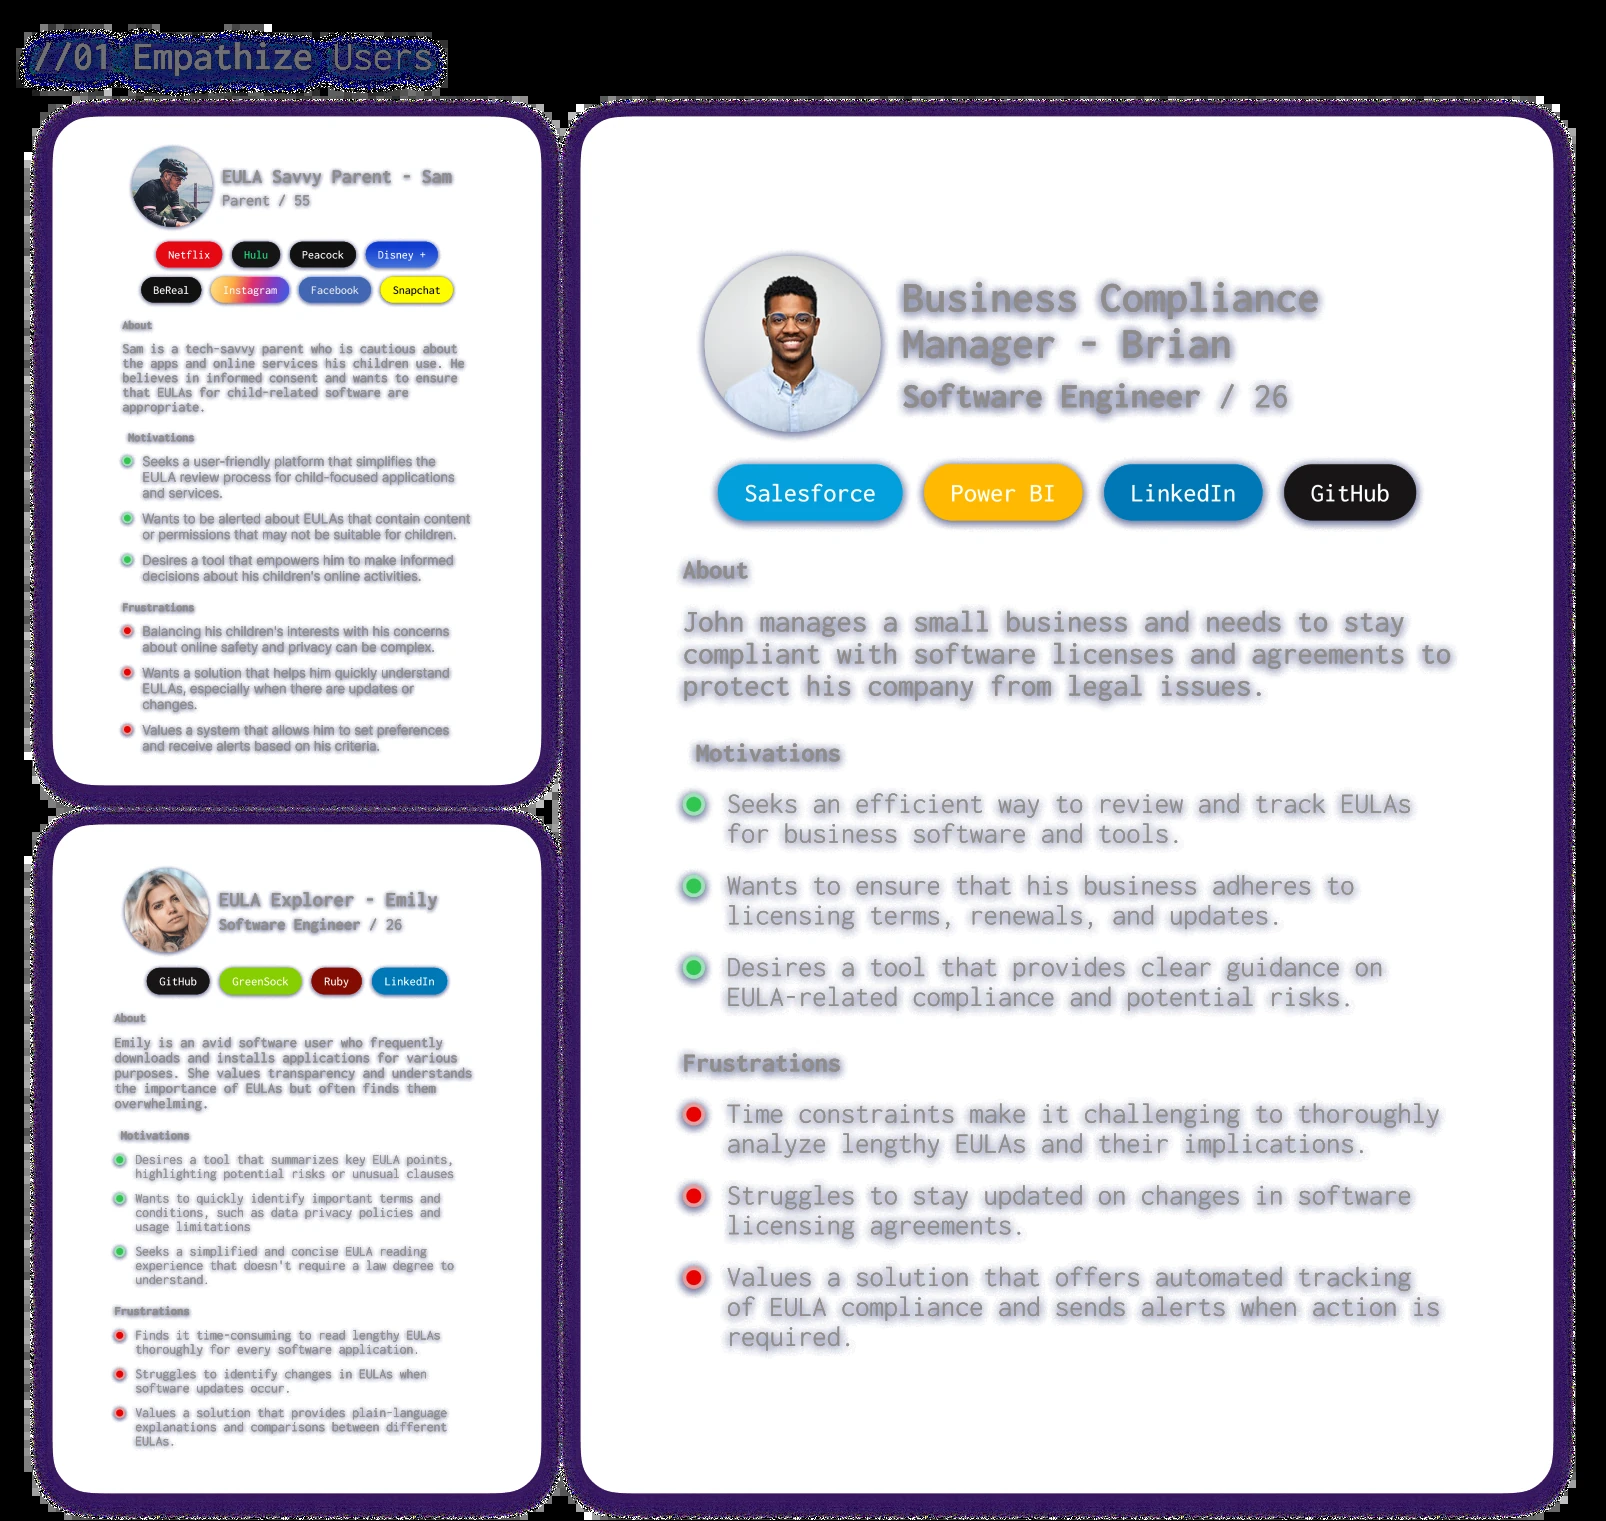 //01 Empathize Users
EULA Savvy Parent - Sam
Parent / 55
Netflix Hulu Peacock Disney +
BeReal Instagram Facebook Snapchat
About
Sam is a tech-savvy parent who is cautious about
the apps and online services his children use. He
believes in informed consent and wants to ensure
that EULAs for child-related software are
appropriate.
Motivations
Seeks a user-friendly platform that simplifies the
EULA review process for child-focused applications
and services.
Wants to be alerted about EULAs that contain content
or permissions that may not be suitable for children.
Desires a tool that empowers him to make informed
decisions about his children's online activities.
Frustrations
Balancing his children's interests with his concerns
about online safety and privacy can be complex.
Wants a solution that helps him quickly understand
EULAs, especially when there are updates or
changes.
Values a system that allows him to set preferences
and receive alerts based on his criteria.
EULA Explorer - Emily
Software Engineer / 26
GitHub GreenSock Ruby LinkedIn
About
Emily is an avid software user who frequently
downloads and installs applications for various
purposes. She values transparency and understands
the importance of EULAs but often finds them
overwhelming.
Motivations
Desires a tool that summarizes key EULA points,
highlighting potential risks or unusual clauses
Wants to quickly identify important terms and
conditions, such as data privacy policies and
usage limitations
Seeks a simplified and concise EULA reading
experience that doesn't require a law degree to
understand.
Frustrations
Finds it time-consuming to read lengthy EULAs
thoroughly for every software application.
Struggles to identify changes in EULAs when
software updates occur.
Values a solution that provides plain-language
explanations and comparisons between different
EULAs.
Business Compliance
Manager - Brian
Software Engineer / 26
Salesforce Power BI LinkedIn GitHub
About
John manages a small business and needs to stay
compliant with software licenses and agreements to
protect his company from legal issues.
Motivations
Seeks an efficient way to review and track EULAs
for business software and tools.
Wants to ensure that his business adheres to
licensing terms, renewals, and updates.
Desires a tool that provides clear guidance on
EULA-related compliance and potential risks.
Frustrations
Time constraints make it challenging to thoroughly
analyze lengthy EULAs and their implications.
Struggles to stay updated on changes in software
licensing agreements.
Values a solution that offers automated tracking
of EULA compliance and sends alerts when action is
required.